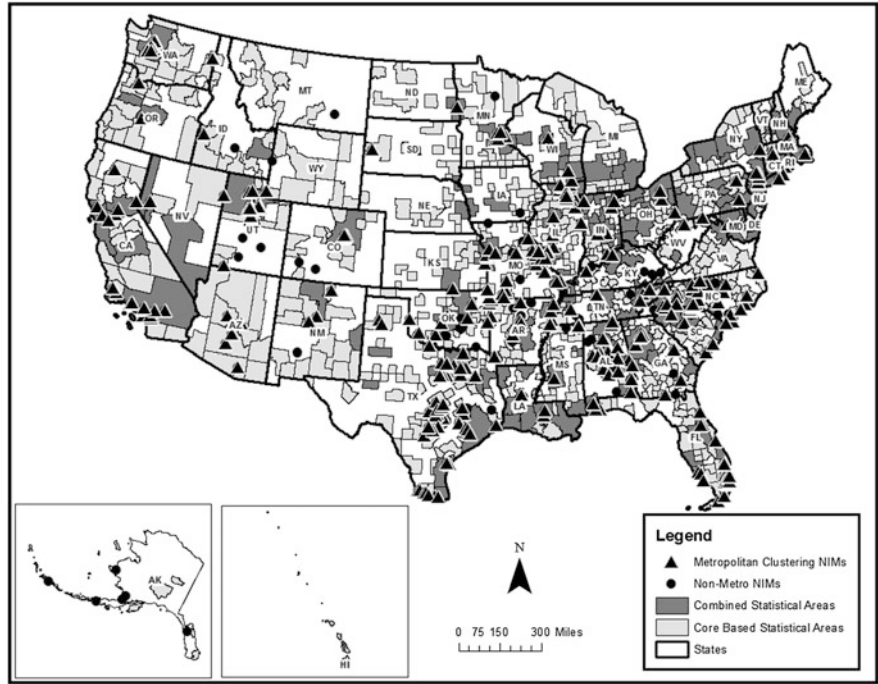 WA
MT
ND
MN
ME
OR
ID
SD
WI
MI
NY
VT
NH
MA
CT
RI
WY
IA
NE
PA
NJ
NV
UT
CO
IL
IN
OH
MD
DE
WV
VA
CA
KS
MO
KY
AZ
NM
OK
AR
TN
NC
SC
TX
LA
MS
AL
GA
FL
AK
HI
N
0 75 150 300 Miles
Legend
Metropolitan Clustering NIMs
Non-Metro NIMs
Combined Statistical Areas
Core Based Statistical Areas
States